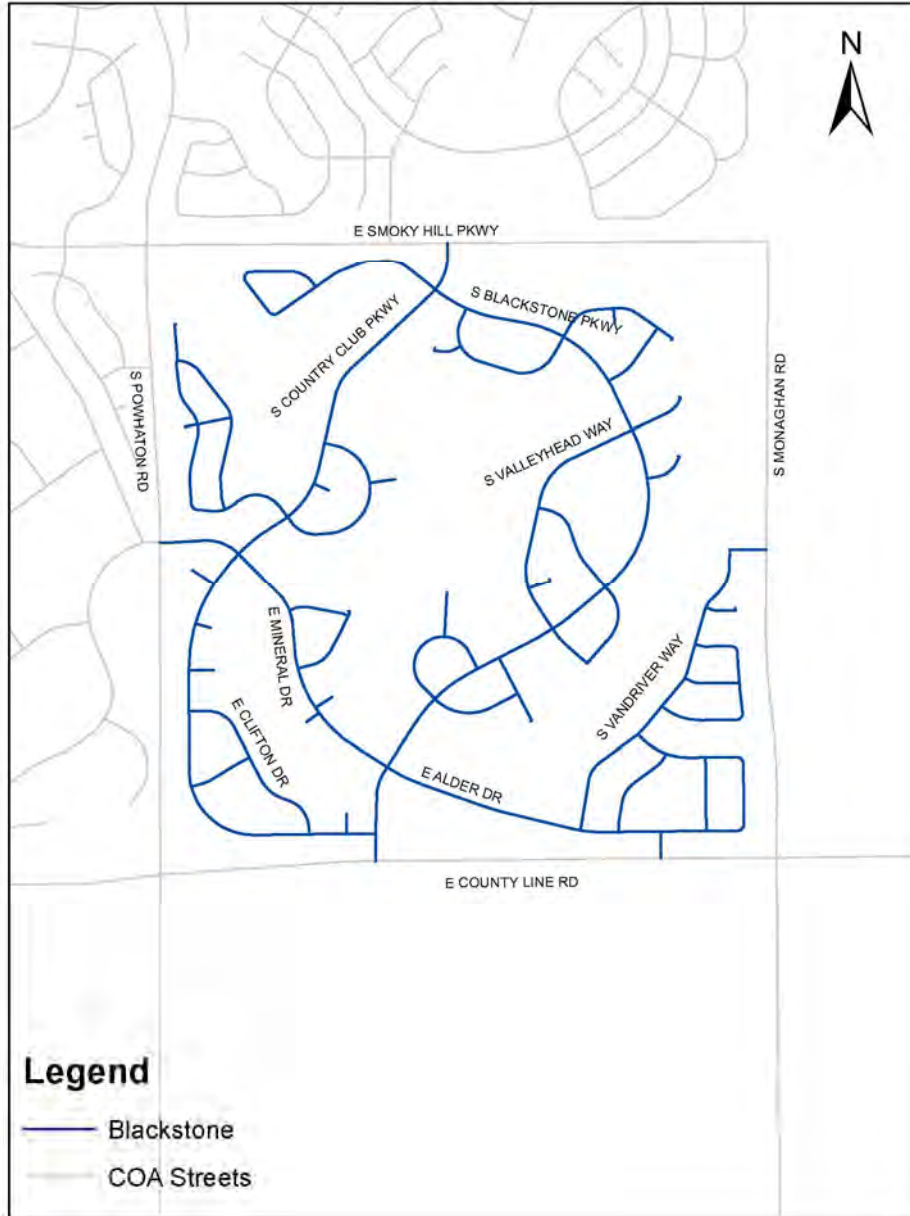 N
E SMOKY HILL PKWY
S BLACKSTONE PKWY
S COUNTRY CLUB PKWY
S POWHATON RD
S MONAGHAN RD
S VALLEYHEAD WAY
E MINERAL DR
S VANDRIVER WAY
E CLIFTON DR
E ALDER DR
E COUNTY LINE RD
Legend
Blackstone
COA Streets